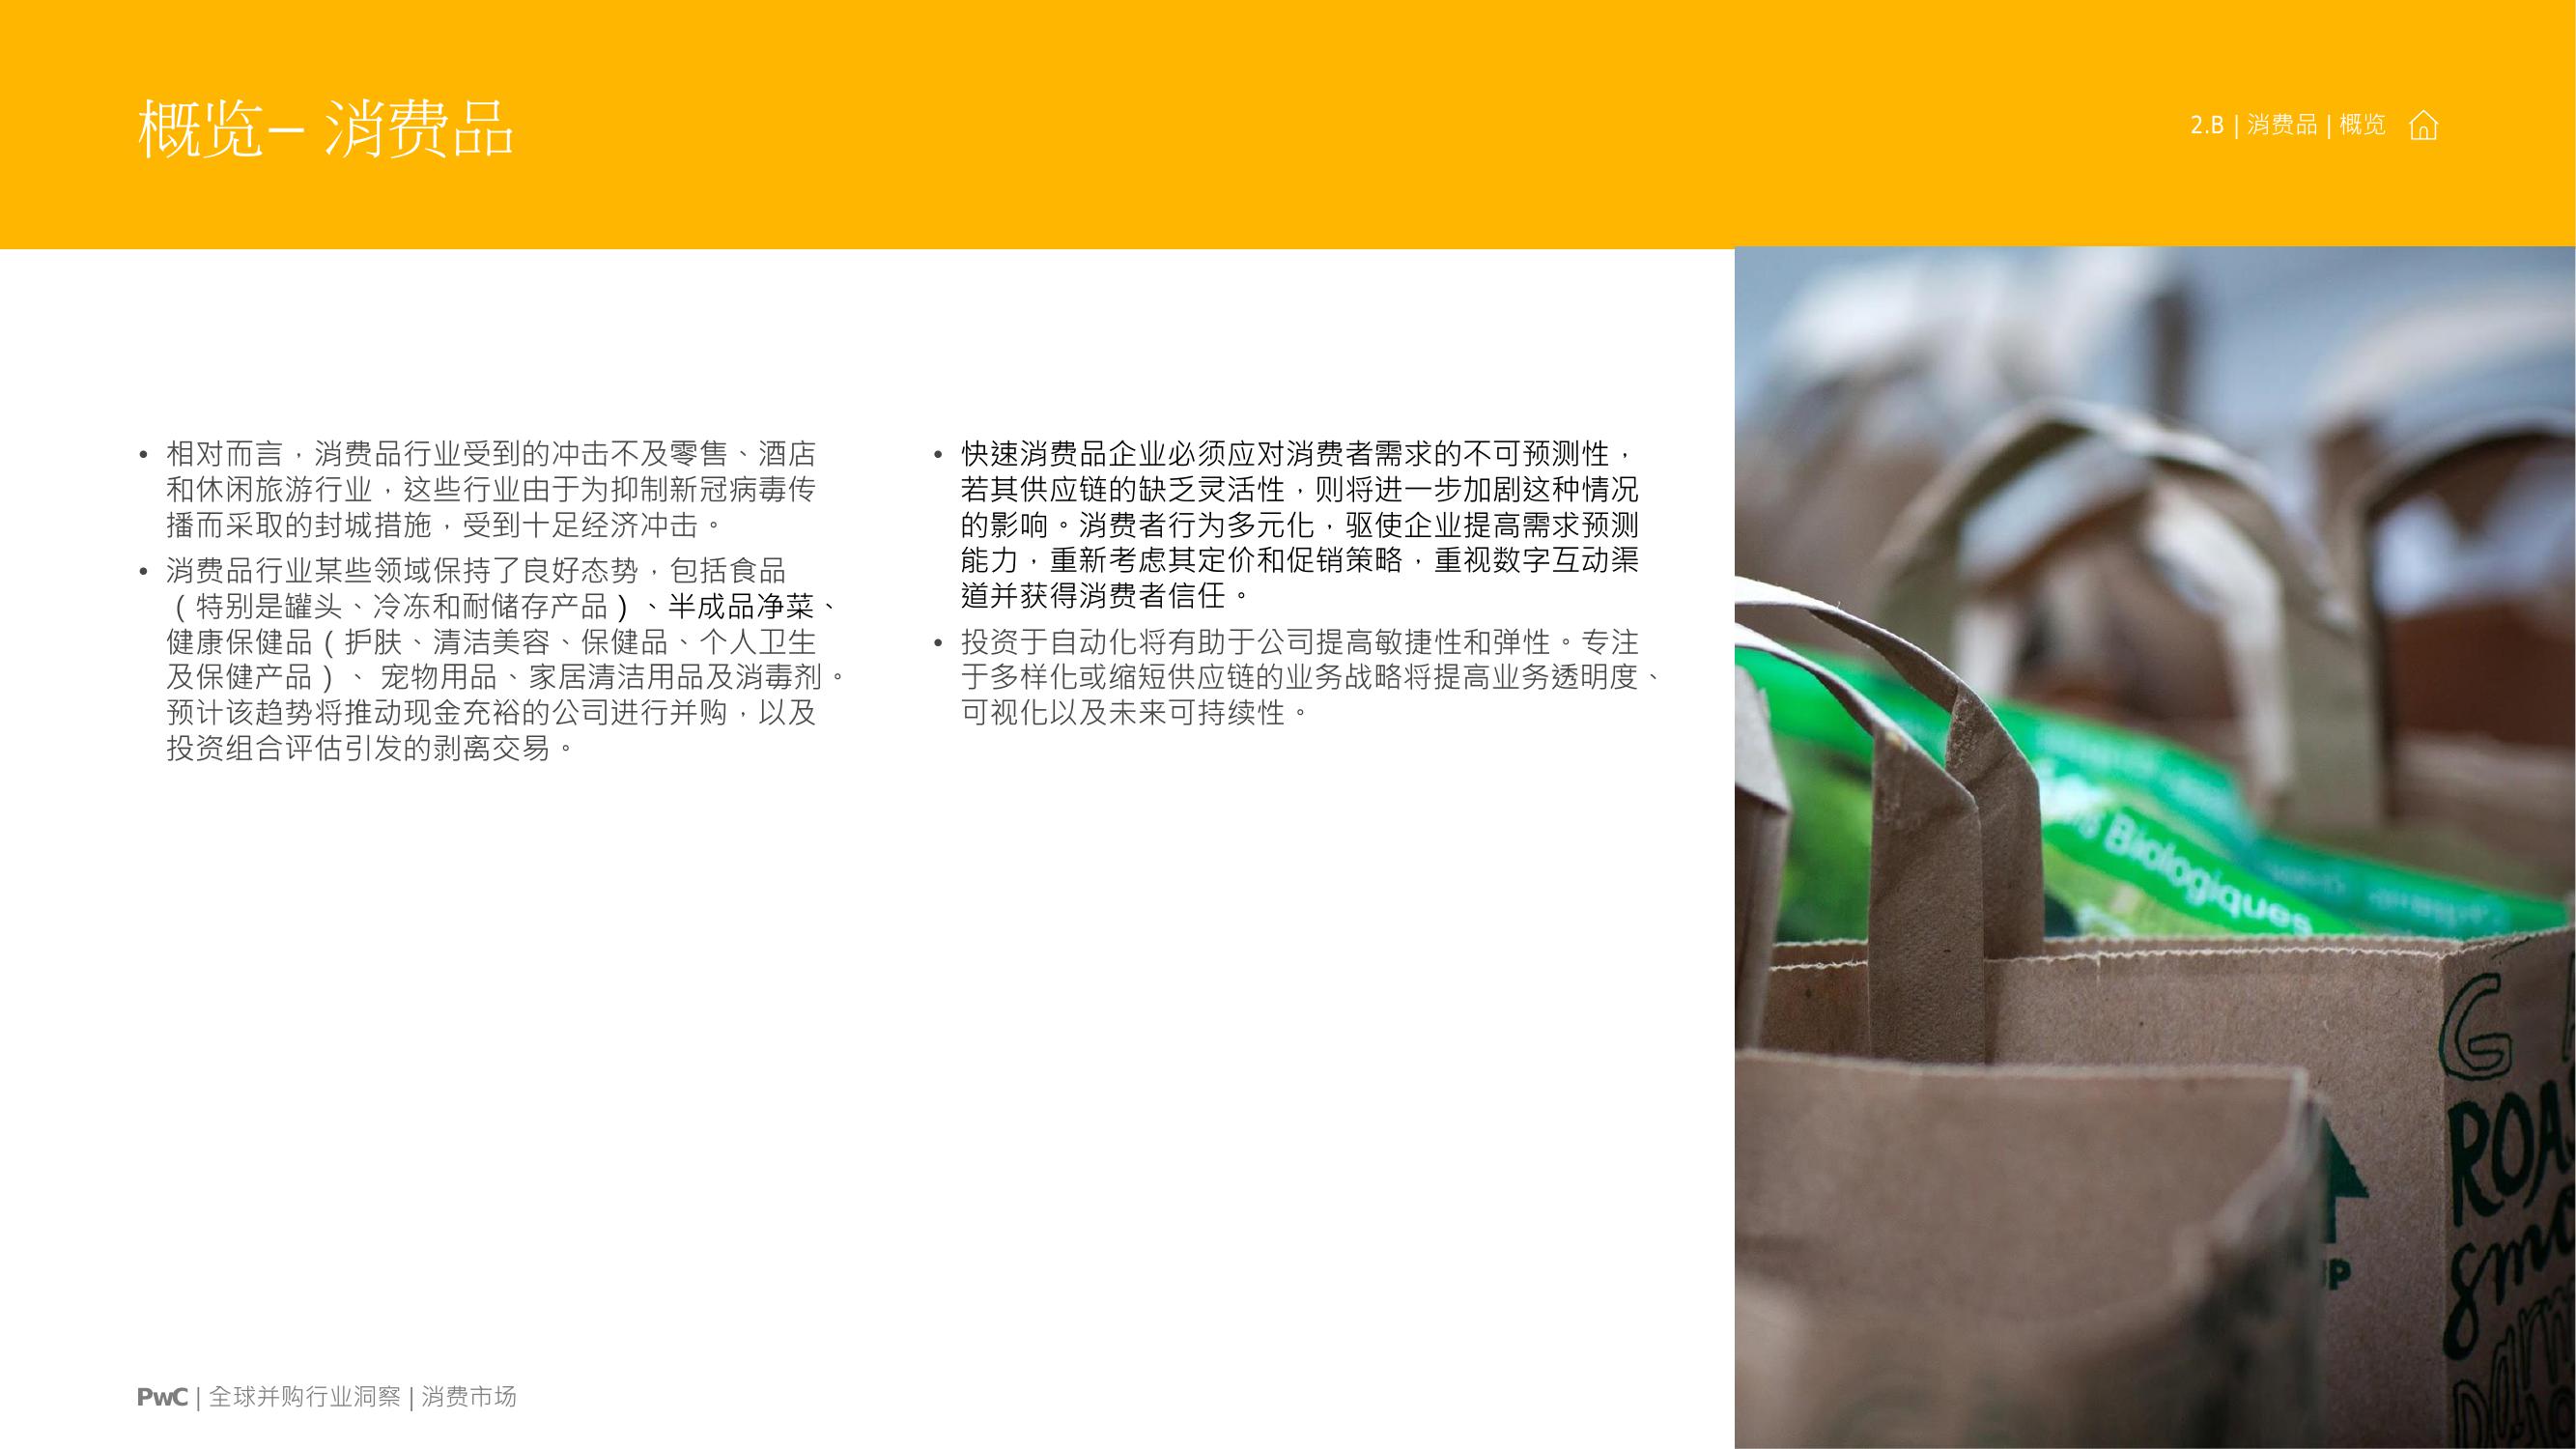 概览– 消费品
2.B | 消费品 | 概览
• 相对而言，消费品行业受到的冲击不及零售、酒店
和休闲旅游行业，这些行业由于为抑制新冠病毒传
播而采取的封城措施，受到十足经济冲击。
• 消费品行业某些领域保持了良好态势，包括食品
（特别是罐头、冷冻和耐储存产品）、半成品净菜、
健康保健品（护肤、清洁美容、保健品、个人卫生
及保健产品）、 宠物用品、家居清洁用品及消毒剂。
预计该趋势将推动现金充裕的公司进行并购，以及
投资组合评估引发的剥离交易。
• 快速消费品企业必须应对消费者需求的不可预测性，
若其供应链的缺乏灵活性，则将进一步加剧这种情况
的影响。消费者行为多元化，驱使企业提高需求预测
能力，重新考虑其定价和促销策略，重视数字互动渠
道并获得消费者信任。
• 投资于自动化将有助于公司提高敏捷性和弹性。专注
于多样化或缩短供应链的业务战略将提高业务透明度、
可视化以及未来可持续性。
Biologiques
G
ROA
smo
PwC | 全球并购行业洞察 | 消费市场